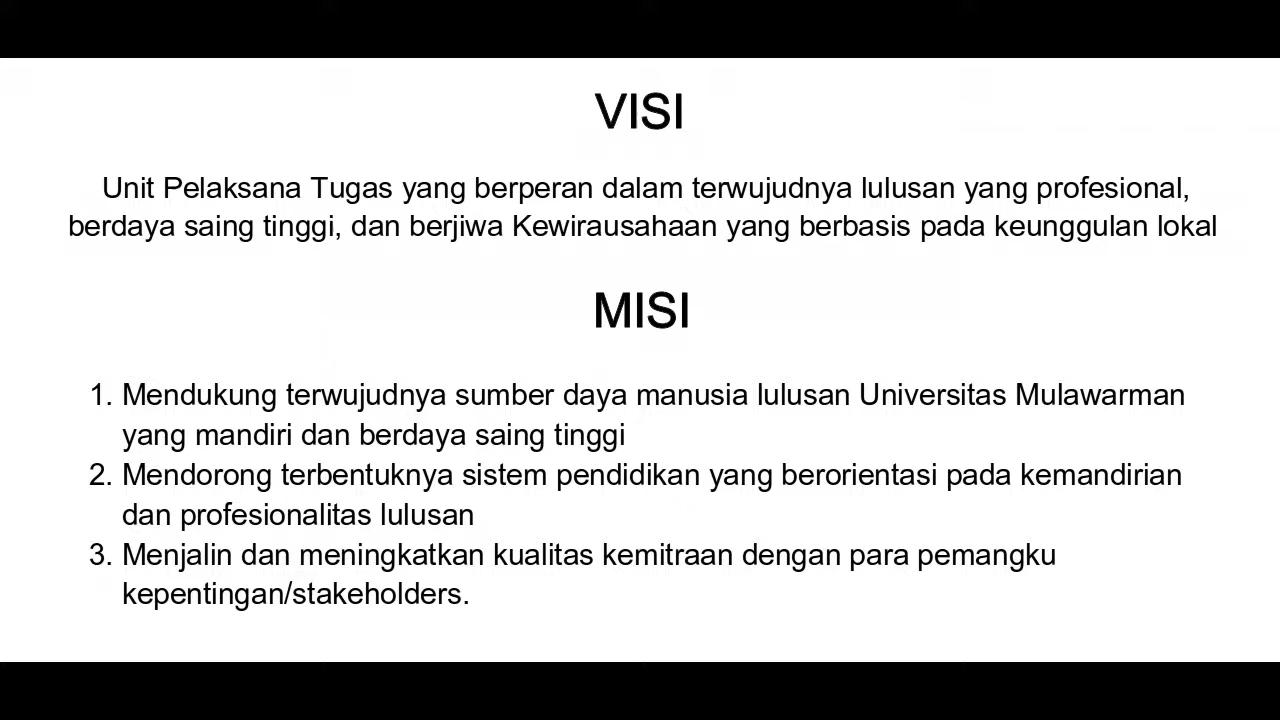 VISI
Unit Pelaksana Tugas yang berperan dalam terwujudnya lulusan yang profesional,
berdaya saing tinggi, dan berjiwa Kewirausahaan yang berbasis pada keunggulan lokal
MISI
1. Mendukung terwujudnya sumber daya manusia lulusan Universitas Mulawarman
yang mandiri dan berdaya saing tinggi
2. Mendorong terbentuknya sistem pendidikan yang berorientasi pada kemandirian
dan profesionalitas lulusan
3. Menjalin dan meningkatkan kualitas kemitraan dengan para pemangku
kepentingan/stakeholders.